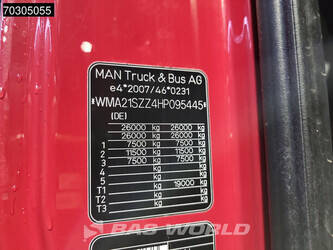 70305055
MAN Truck & Bus AG
e4*2007/46*0231
*WMA21SZZ4HP095445*
(DE)
26000 kg 26000 kg
26000 kg 26000 kg
1 7500 kg 7500 kg
2 11500 kg 11500 kg
3 7500 kg 7500 kg
4 kg kg
5 kg 19000 kg
T1 kg kg
T2 kg kg
T3 kg kg
BAS WORLD